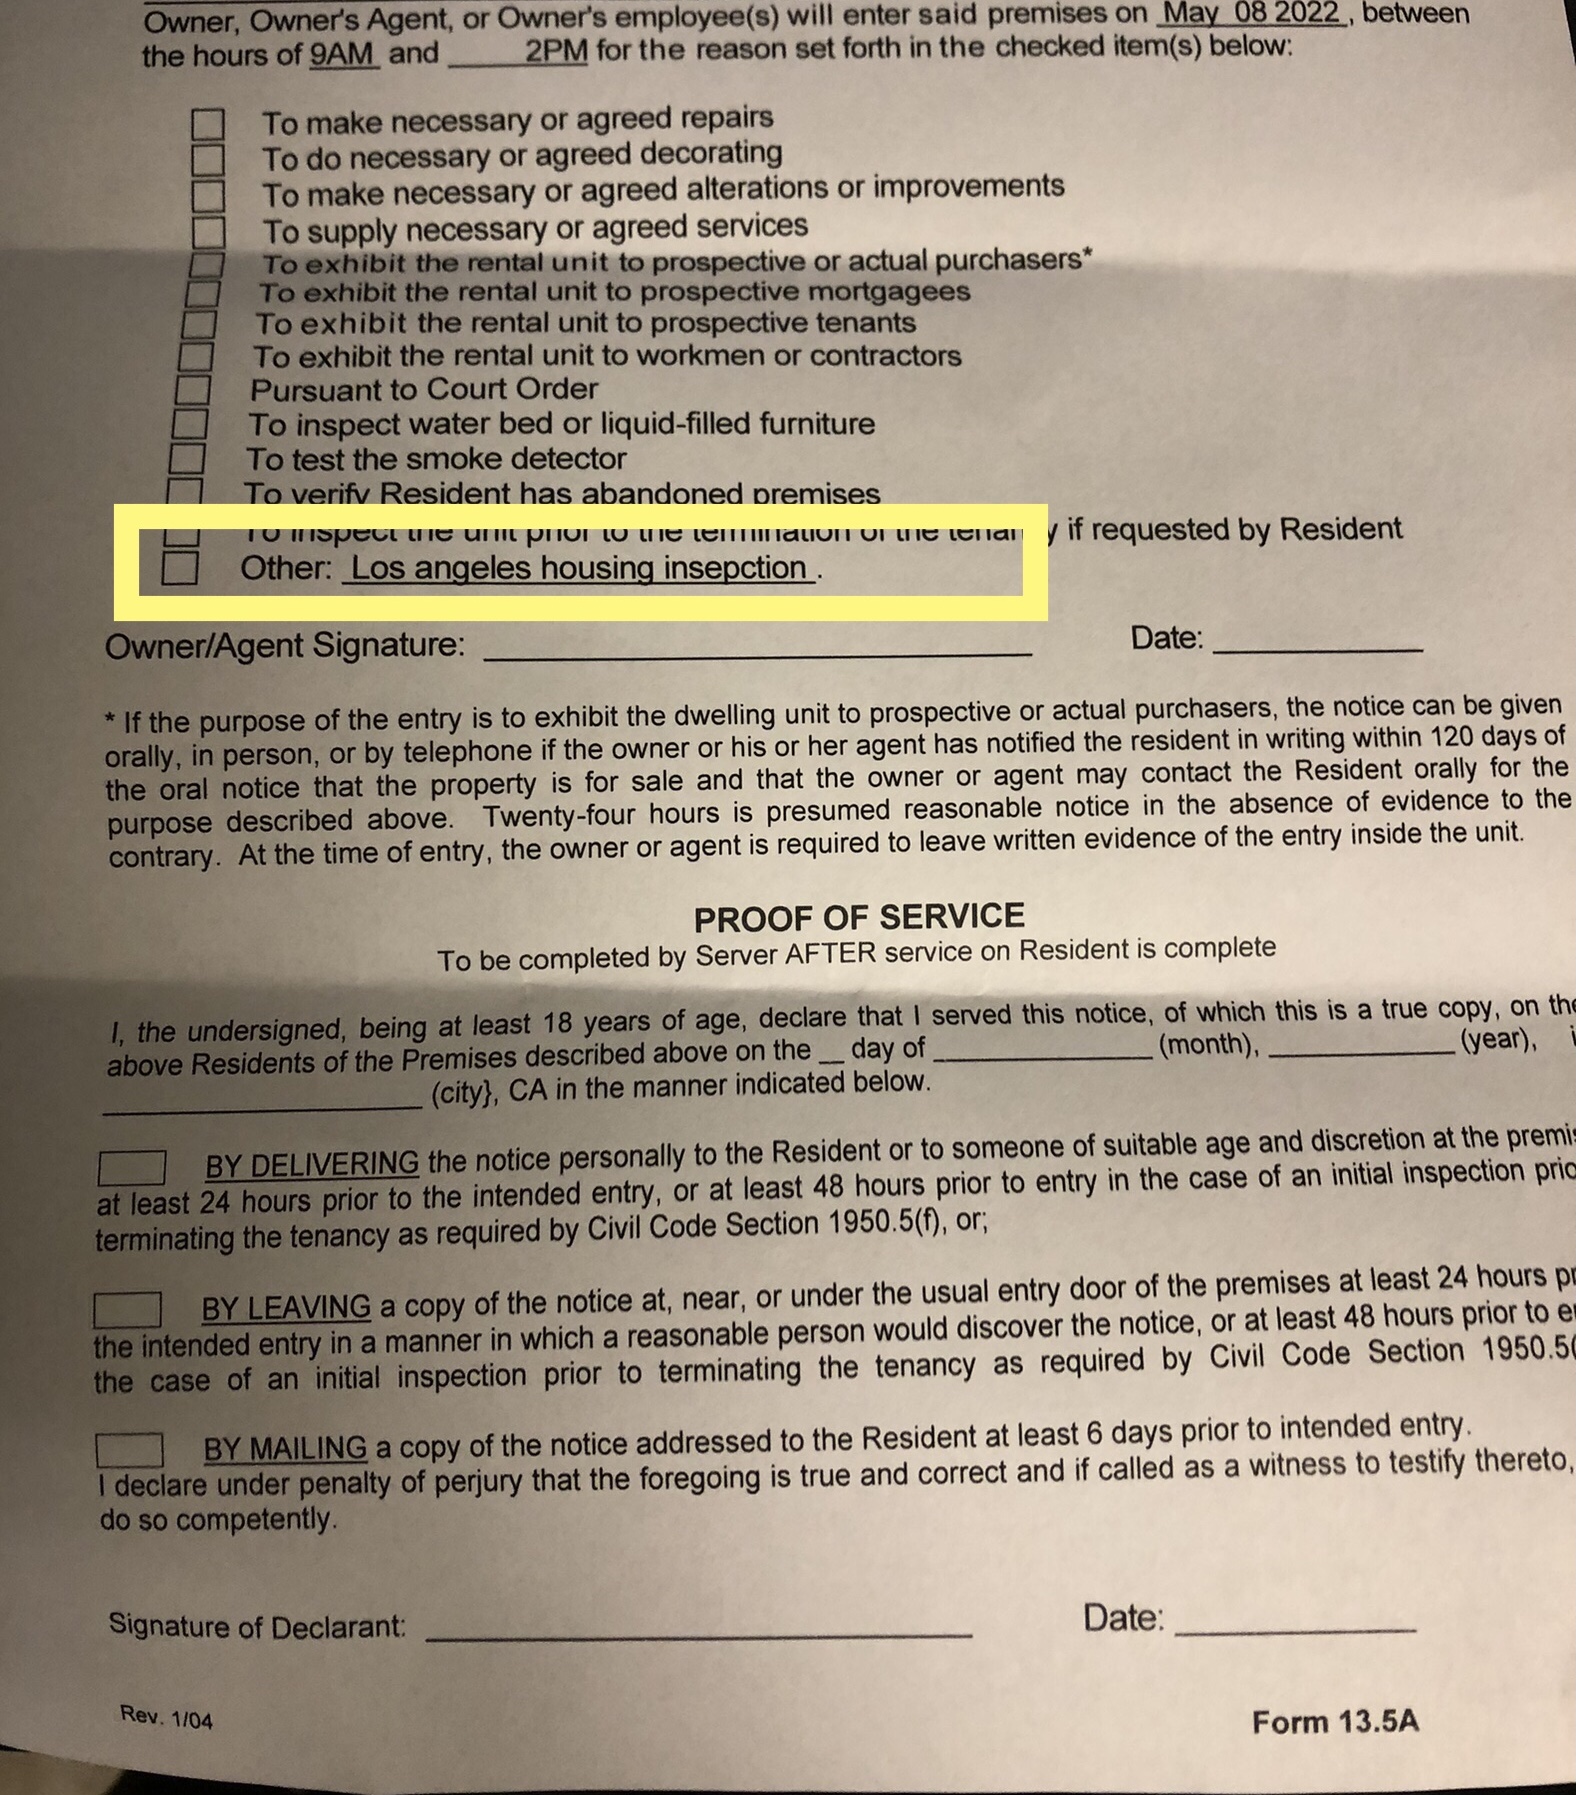 Owner, Owner's Agent, or Owner's employee(s) will enter said premises on May 08 2022, between
the hours of 9AM and ____ 2PM for the reason set forth in the checked item(s) below:
To make necessary or agreed repairs
To do necessary or agreed decorating
To make necessary or agreed alterations or improvements
To supply necessary or agreed services
To exhibit the rental unit to prospective or actual purchasers*
To exhibit the rental unit to prospective mortgagees
To exhibit the rental unit to prospective tenants
To exhibit the rental unit to workmen or contractors
Pursuant to Court Order
To inspect water bed or liquid-filled furniture
To test the smoke detector
To verify Resident has abandoned premises
To inspect the unit prior to the termination of the tenancy if requested by Resident
Other: Los angeles housing insepction .
Owner/Agent Signature: ____ Date: ____
* If the purpose of the entry is to exhibit the dwelling unit to prospective or actual purchasers, the notice can be given
orally, in person, or by telephone if the owner or his or her agent has notified the resident in writing within 120 days of
the oral notice that the property is for sale and that the owner or agent may contact the Resident orally for the
purpose described above. Twenty-four hours is presumed reasonable notice in the absence of evidence to the
contrary. At the time of entry, the owner or agent is required to leave written evidence of the entry inside the unit.
PROOF OF SERVICE
To be completed by Server AFTER service on Resident is complete
I, the undersigned, being at least 18 years of age, declare that I served this notice, of which this is a true copy, on the
above Residents of the Premises described above on the __ day of ____ (month), ____ (year), i
____ (city}, CA in the manner indicated below.
BY DELIVERING the notice personally to the Resident or to someone of suitable age and discretion at the premis
at least 24 hours prior to the intended entry, or at least 48 hours prior to entry in the case of an initial inspection prio
terminating the tenancy as required by Civil Code Section 1950.5(f), or;
BY LEAVING a copy of the notice at, near, or under the usual entry door of the premises at least 24 hours pr
the intended entry in a manner in which a reasonable person would discover the notice, or at least 48 hours prior to e
the case of an initial inspection prior to terminating the tenancy as required by Civil Code Section 1950.5(
BY MAILING a copy of the notice addressed to the Resident at least 6 days prior to intended entry.
I declare under penalty of perjury that the foregoing is true and correct and if called as a witness to testify thereto,
do so competently.
Signature of Declarant: ____ Date: ____
Rev. 1/04 Form 13.5A